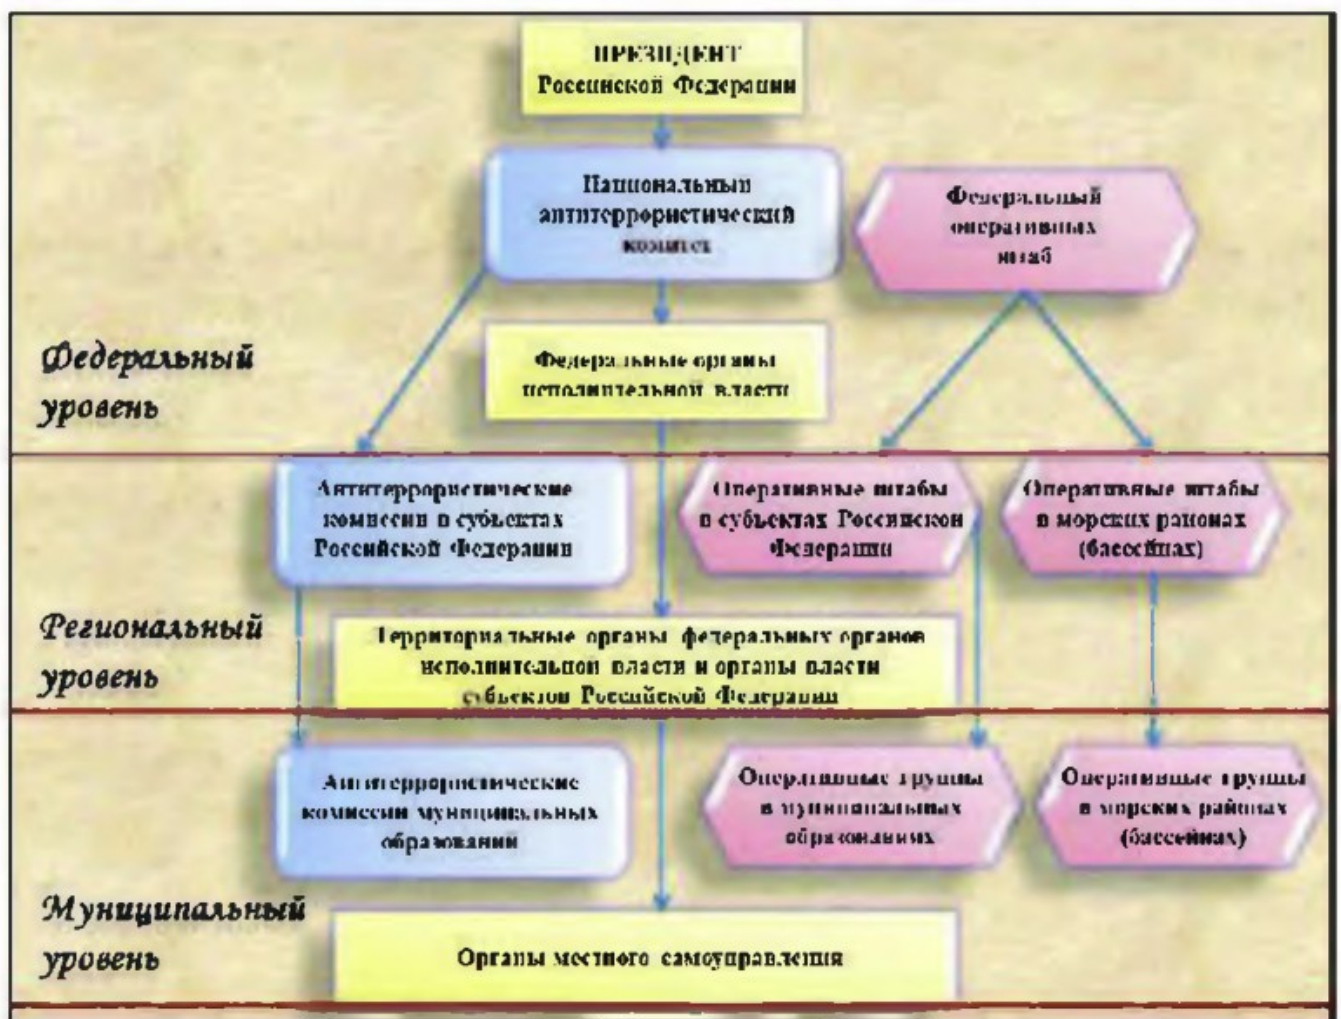 ПРЕЗИДЕНТ
Российской Федерации
Национальный
антитеррористический
комитет
Федеральный
оперативных
штаб
Федеральный
уровень
Федеральные органы
исполнительной власти
Антитеррористические
комиссии в субъектах
Российской Федерации
Оперативные штабы
в субъектах Российской
Федерации
Оперативные штабы
в морских районах
(бассейнах)
Региональный
уровень
Территориальные органы федеральных органов
исполнительной власти и органы власти
субъектов Российской Федерации
Антитеррористические
комиссии муниципальных
образований
Оперативные группы
в муниципальных
образованиях
Оперативные группы
в морских районах
(бассейнах)
Муниципальный
уровень
Органы местного самоуправления